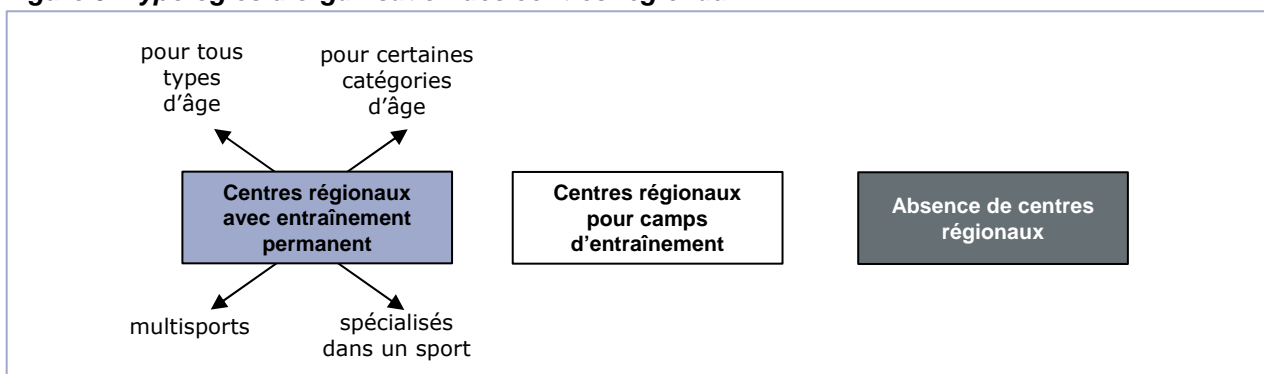 pour tous
types
d'âge
pour certaines
catégories
d'âge
Centres régionaux
avec entraînement
permanent
Centres régionaux
pour camps
d'entraînement
Absence de centres
régionaux
multisports
spécialisés
dans un sport